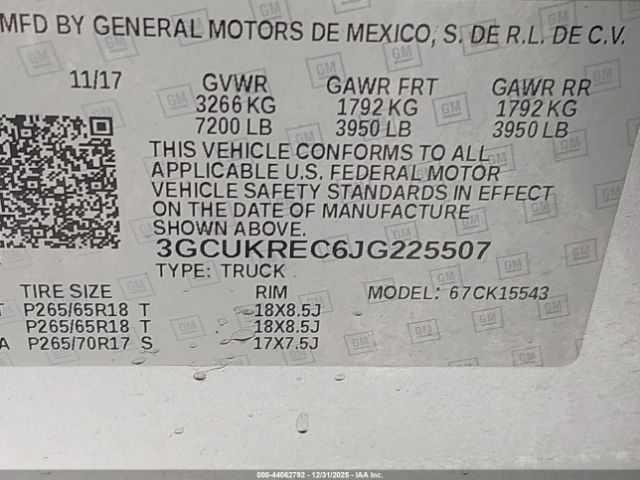 MFD BY GENERAL MOTORS DE MEXICO, S. DE R.L. DE C.V.
11/17 GVWR GAWR FRT GAWR RR
3266 KG 1792 KG 1792 KG
7200 LB 3950 LB 3950 LB
THIS VEHICLE CONFORMS TO ALL
APPLICABLE U.S. FEDERAL MOTOR
VEHICLE SAFETY STANDARDS IN EFFECT
ON THE DATE OF MANUFACTURE
SHOWN ABOVE.
3GCUKREC6JG225507
TYPE: TRUCK MODEL: 67CK15543
TIRE SIZE RIM
T P265/65R18 T 18X8.5J
P265/65R18 T 18X8.5J
A P265/70R17 S 17X7.5J
000-44062792 - 12/31/2025 - IAA Inc.